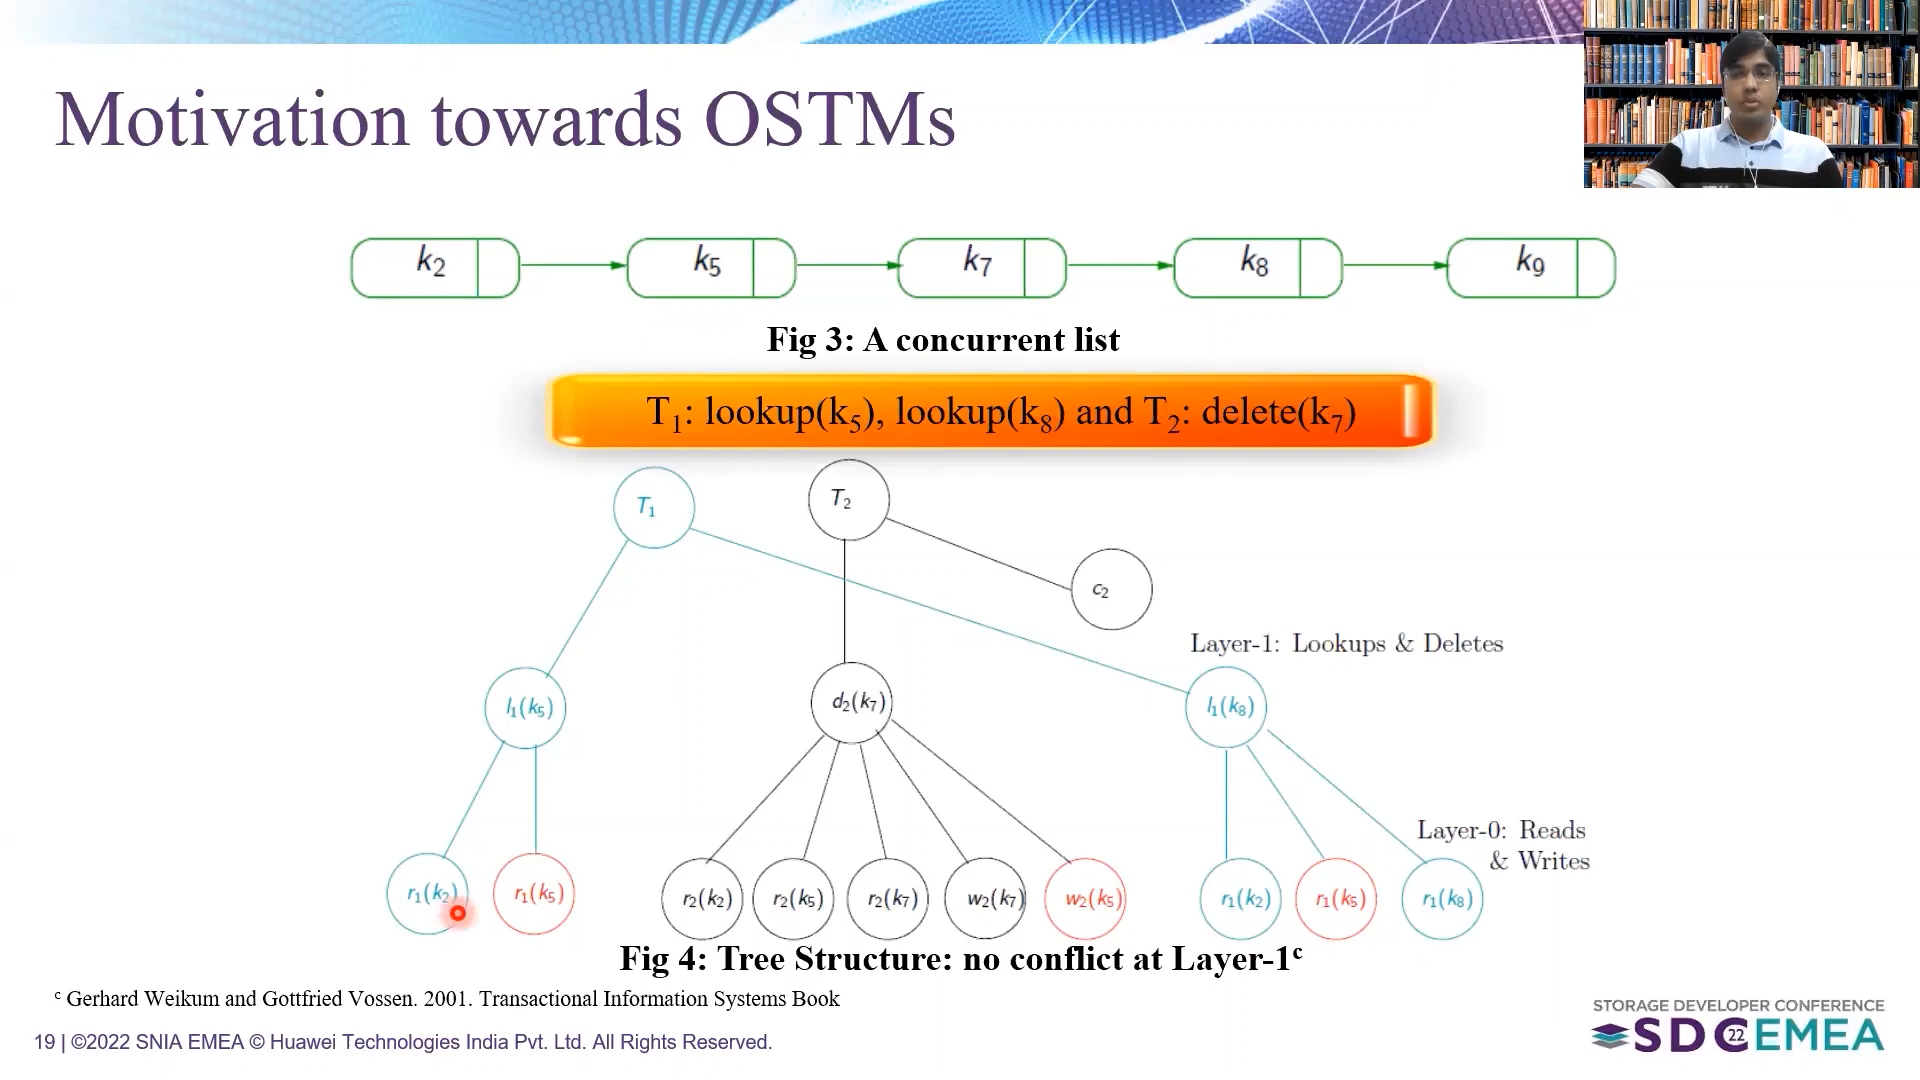 Motivation towards OSTMs
k₂ k₅ k₇ k₈ k₉
Fig 3: A concurrent list
T₁: lookup(k₅), lookup(k₈) and T₂: delete(k₇)
T₁ T₂
c₂
Layer-1: Lookups & Deletes
l₁(k₅) d₂(k₇) l₁(k₈)
Layer-0: Reads
& Writes
r₁(k₂) r₁(k₅) r₂(k₂) r₂(k₅) r₂(k₇) w₂(k₇) w₂(k₅) r₁(k₂) r₁(k₅) r₁(k₈)
Fig 4: Tree Structure: no conflict at Layer-1ᶜ
ᶜ Gerhard Weikum and Gottfried Vossen. 2001. Transactional Information Systems Book
19 | ©2022 SNIA EMEA © Huawei Technologies India Pvt. Ltd. All Rights Reserved.
STORAGE DEVELOPER CONFERENCE
SDC 22 EMEA